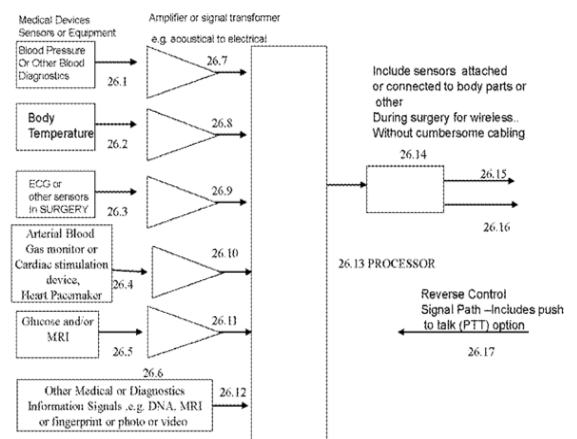 Medical Devices
Sensors or Equipment
Amplifier or signal transformer
e.g. acoustical to electrical
Blood Pressure
Or Other Blood
Diagnostics
26.1
26.7
Body
Temperature
26.2
26.8
ECG or
other sensors
in SURGERY
26.3
26.9
Arterial Blood
Gas monitor or
Cardiac stimulation
device,
Heart Pacemaker
26.4
26.10
Glucose and/or
MRI
26.5
26.11
26.6
Other Medical or Diagnostics
Information Signals .e.g. DNA, MRI
or fingerprint or photo or video
26.12
Include sensors attached
or connected to body parts or
other
During surgery for wireless..
Without cumbersome cabling
26.14
26.15
26.16
26.13 PROCESSOR
Reverse Control
Signal Path –Includes push
to talk (PTT) option
26.17